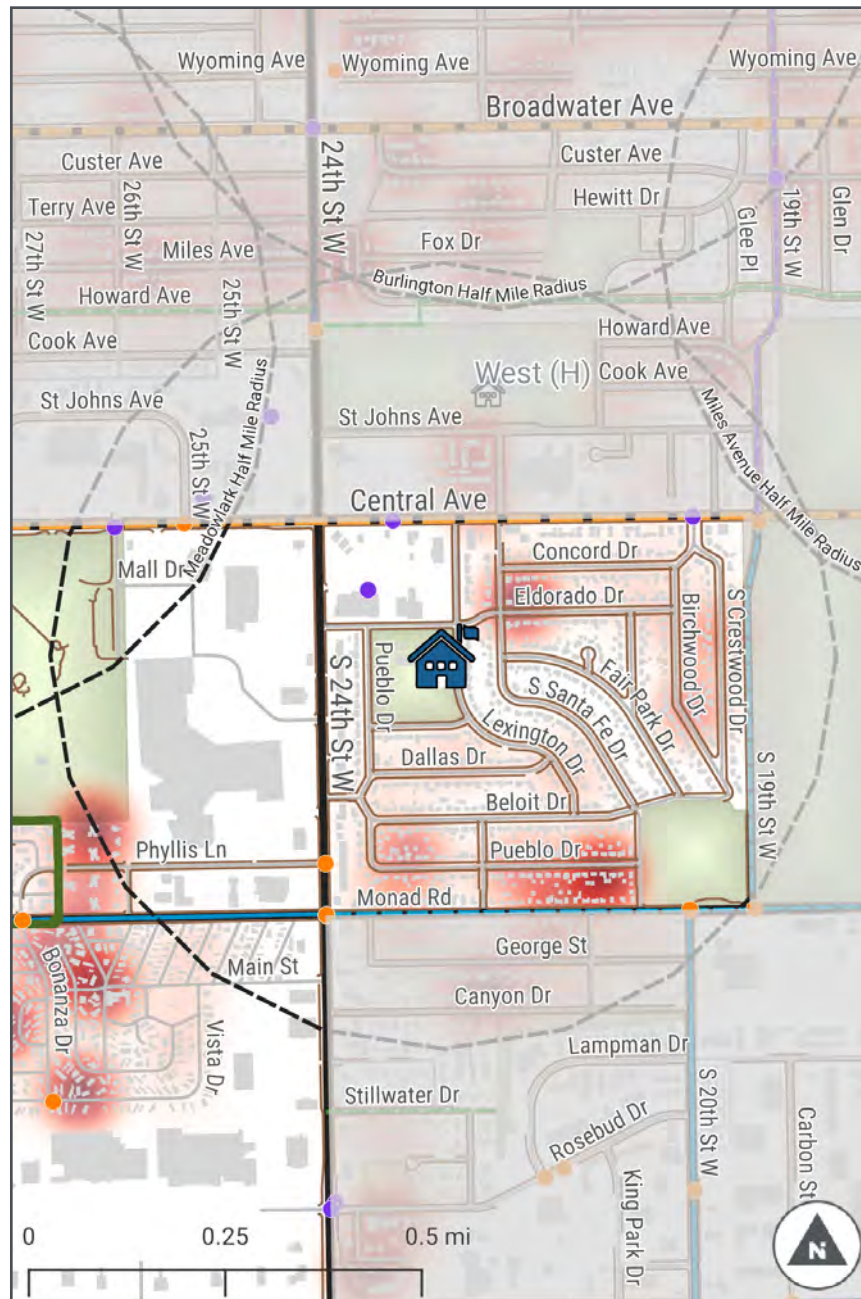 Wyoming Ave
Wyoming Ave
Wyoming Ave
Broadwater Ave
Custer Ave
Custer Ave
24th St W
26th St W
27th St W
Terry Ave
Hewitt Dr
19th St W
Glen Dr
Glee Pl
Miles Ave
Fox Dr
25th St W
Burlington Half Mile Radius
Howard Ave
Howard Ave
Cook Ave
Cook Ave
West (H)
Meadowlark Half Mile Radius
Miles Avenue Half Mile Radius
St Johns Ave
St Johns Ave
25th St W
Central Ave
Mall Dr
Concord Dr
Eldorado Dr
Birchwood Dr
S Crestwood Dr
Pueblo Dr
S 24th St W
Fair Park Dr
S Santa Fe Dr
Lexington Dr
Dallas Dr
S 19th St W
Beloit Dr
Phyllis Ln
Pueblo Dr
Monad Rd
George St
Main St
Bonanza Dr
Canyon Dr
Vista Dr
Lampman Dr
Stillwater Dr
S 20th St W
Rosebud Dr
Carbon St
King Park Dr
0 0.25 0.5 mi
N